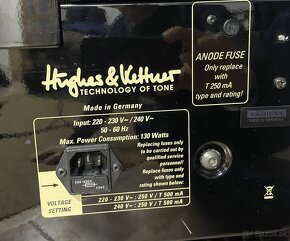 Hughes & Kettner
TECHNOLOGY OF TONE
Made in Germany
Input: 220 - 230 V~ / 240 V~
50 - 60 Hz
Max. Power Consumption: 130 Watts
ANODE FUSE
Only replace
with
T 250 mA
type and rating!
Replacing fuses
only to be
carried out by
qualified service
personnel!
Replace fuses
only with type
and rating
shown below:
VOLTAGE
SETTING
220 - 230 V~: 250 V / T 500 mA
240 V~: 250 V / T 500 mA
bazos.sk